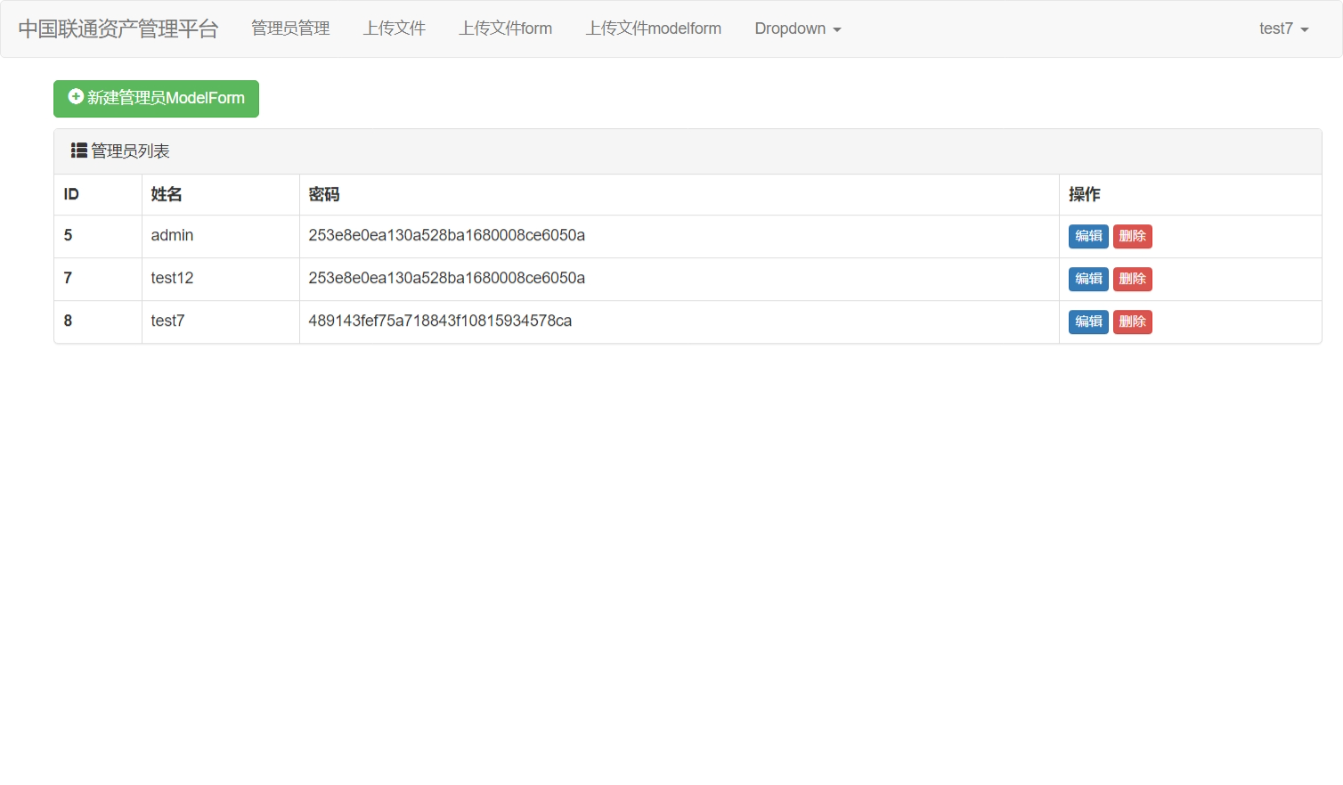 中国联通资产管理平台 管理员管理 上传文件 上传文件form 上传文件modelform Dropdown test7
新建管理员ModelForm
管理员列表
ID 姓名 密码 操作
5 admin 253e8e0ea130a528ba1680008ce6050a 编辑 删除
7 test12 253e8e0ea130a528ba1680008ce6050a 编辑 删除
8 test7 489143fef75a718843f10815934578ca 编辑 删除